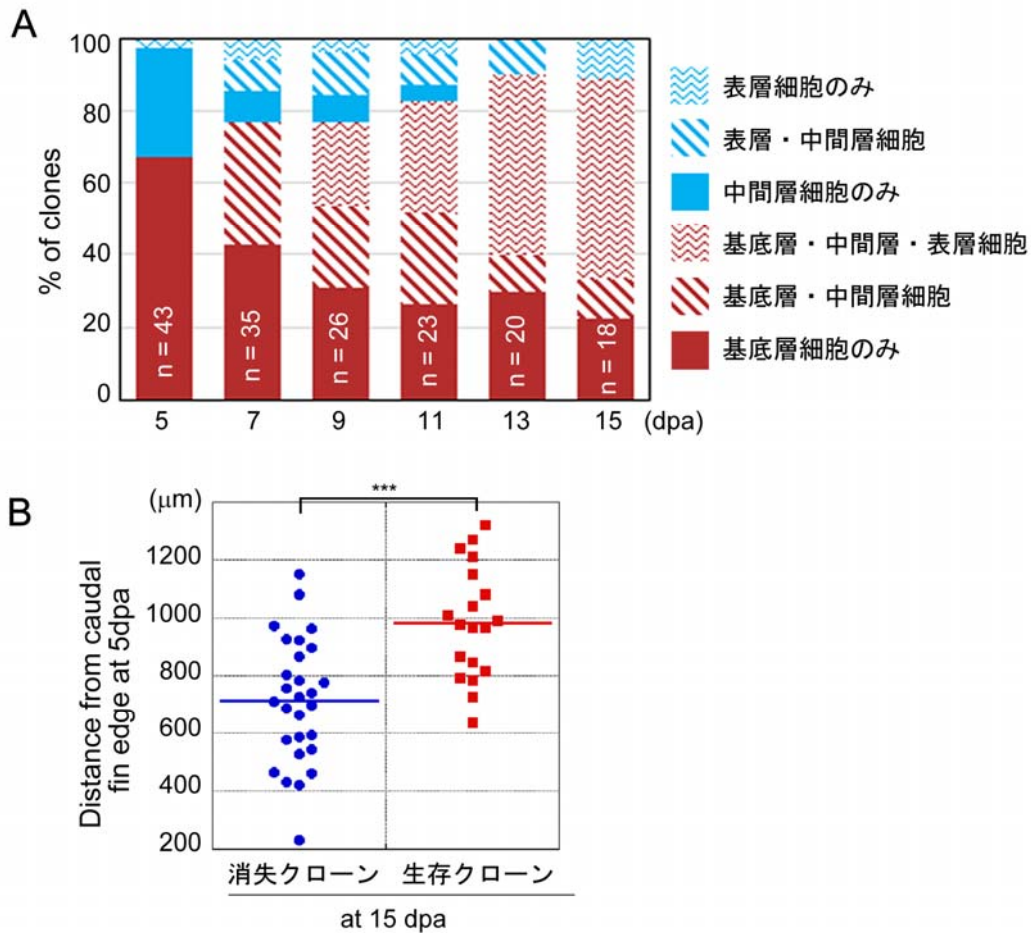 A
100
80
60
40
20
0
% of clones
n = 43
n = 35
n = 26
n = 23
n = 20
n = 18
5 7 9 11 13 15 (dpa)
表層細胞のみ
表層・中間層細胞
中間層細胞のみ
基底層・中間層・表層細胞
基底層・中間層細胞
基底層細胞のみ
B
(μm)
***
1200
1000
800
600
400
200
Distance from caudal
fin edge at 5dpa
消失クローン 生存クローン
at 15 dpa